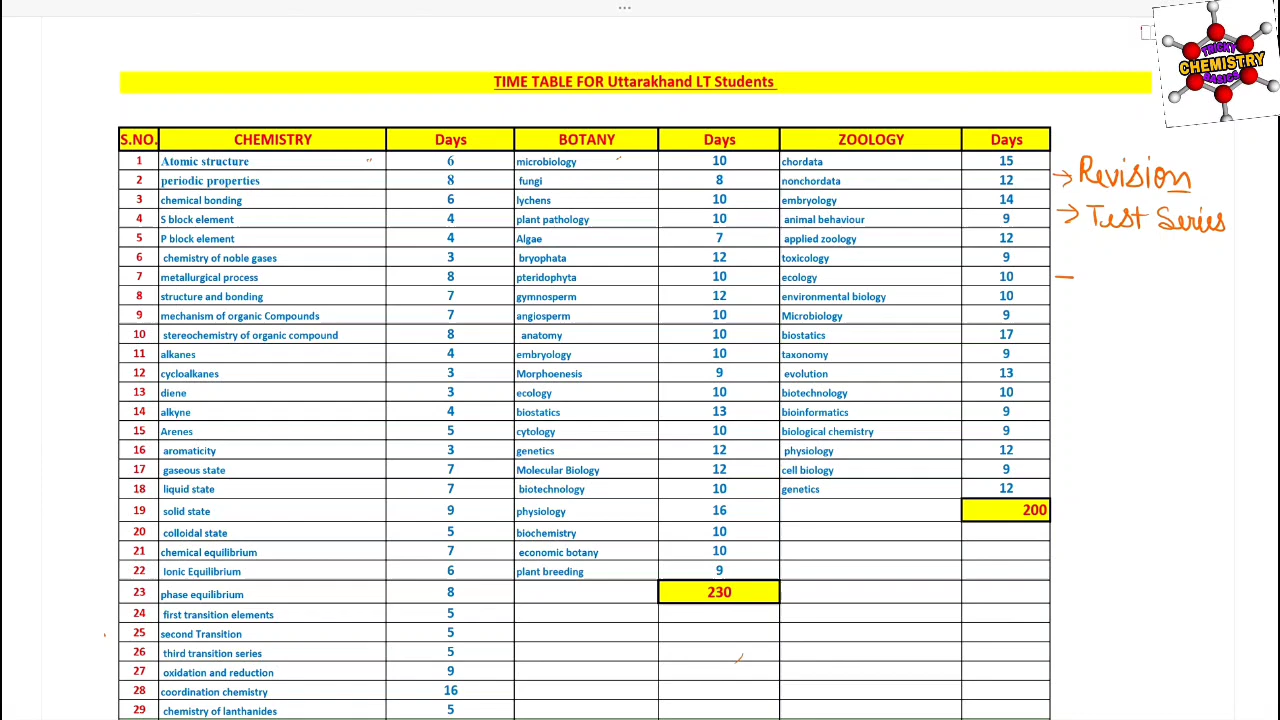 TRICKY
CHEMISTRY
BASICS
TIME TABLE FOR Uttarakhand LT Students
S.NO. CHEMISTRY Days BOTANY Days ZOOLOGY Days
1 Atomic structure 6 microbiology 10 chordata 15
2 periodic properties 8 fungi 8 nonchordata 12
3 chemical bonding 6 lychens 10 embryology 14
4 S block element 4 plant pathology 10 animal behaviour 9
5 P block element 4 Algae 7 applied zoology 12
6 chemistry of noble gases 3 bryophata 12 toxicology 9
7 metallurgical process 8 pteridophyta 10 ecology 10
8 structure and bonding 7 gymnosperm 12 environmental biology 10
9 mechanism of organic Compounds 7 angiosperm 10 Microbiology 9
10 stereochemistry of organic compound 8 anatomy 10 biostatics 17
11 alkanes 4 embryology 10 taxonomy 9
12 cycloalkanes 3 Morphoenesis 9 evolution 13
13 diene 3 ecology 10 biotechnology 10
14 alkyne 4 biostatics 13 bioinformatics 9
15 Arenes 5 cytology 10 biological chemistry 9
16 aromaticity 3 genetics 12 physiology 12
17 gaseous state 7 Molecular Biology 12 cell biology 9
18 liquid state 7 biotechnology 10 genetics 12
19 solid state 9 physiology 16 200
20 colloidal state 5 biochemistry 10
21 chemical equilibrium 7 economic botany 10
22 Ionic Equilibrium 6 plant breeding 9
23 phase equilibrium 8 230
24 first transition elements 5
25 second Transition 5
26 third transition series 5
27 oxidation and reduction 9
28 coordination chemistry 16
29 chemistry of lanthanides 5
→ Revision
→ Test Series